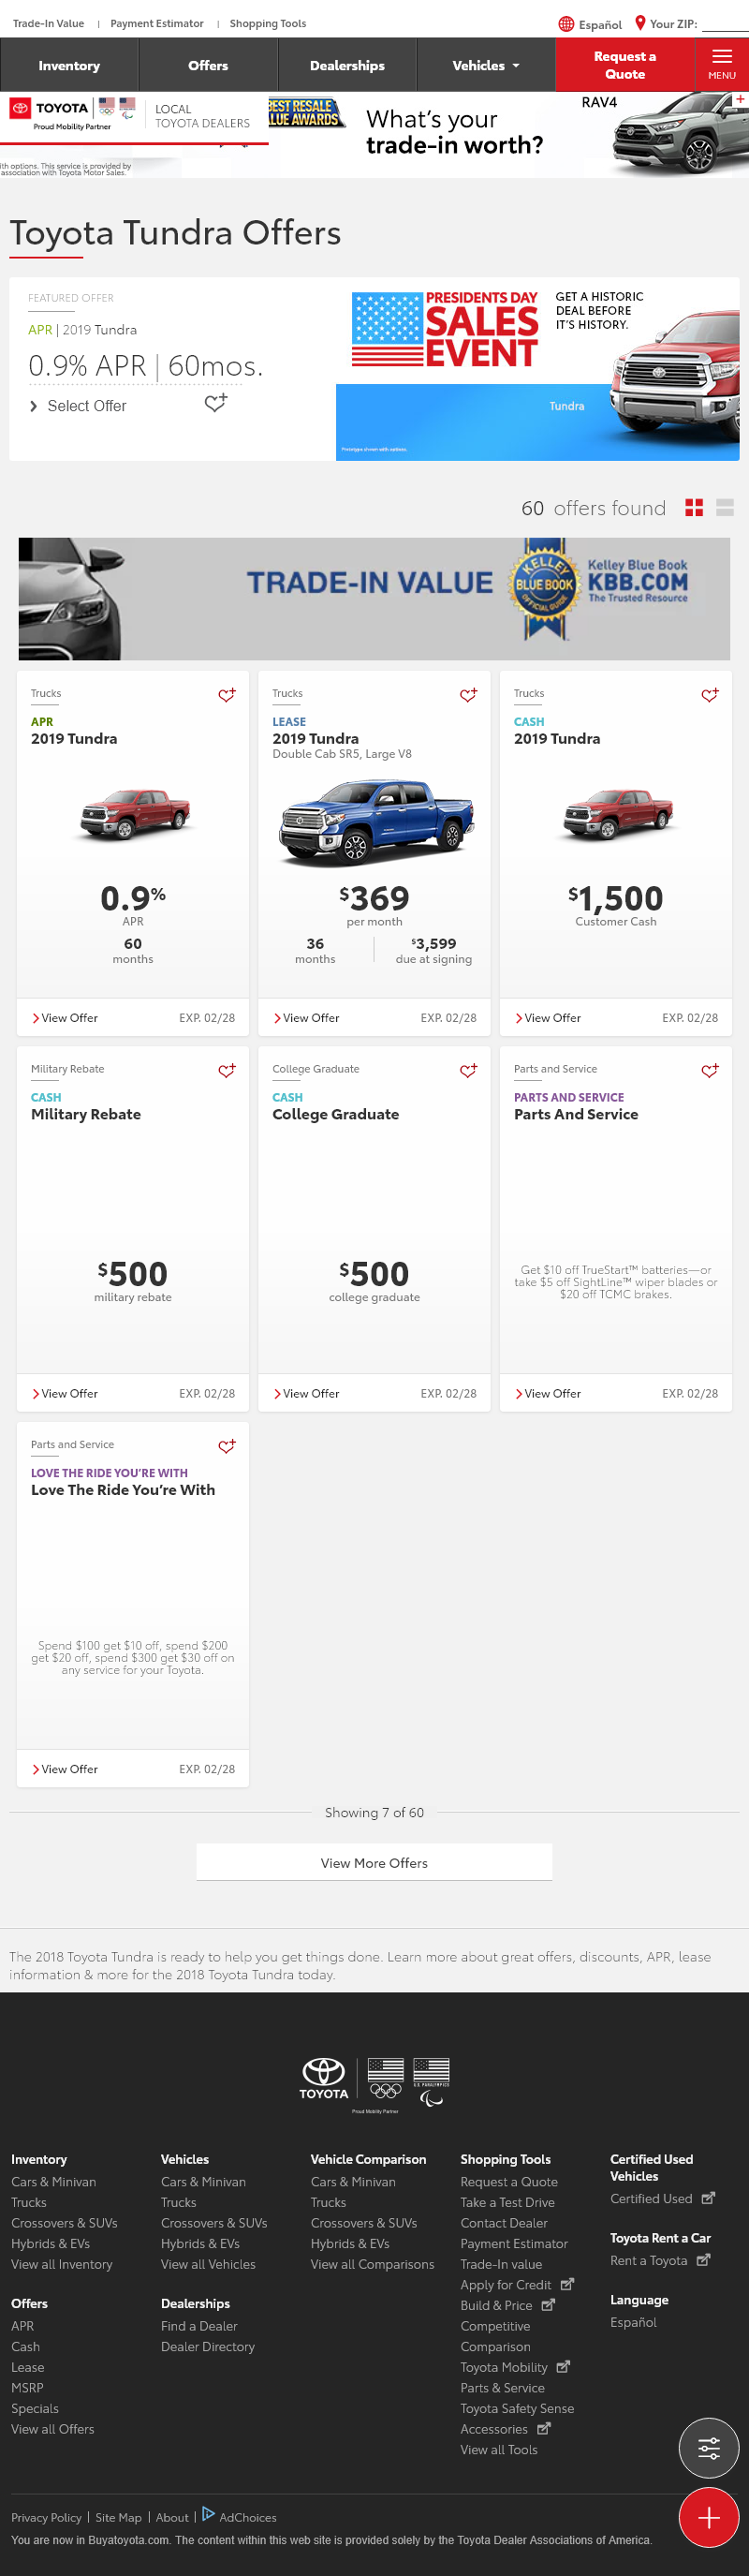 Trade-In Value | Payment Estimator | Shopping Tools
Español Your ZIP:
Inventory
Offers
Dealerships
Vehicles
Request a
Quote
MENU
TOYOTA
Proud Mobility Partner
LOCAL
TOYOTA DEALERS
BEST RESALE
VALUE AWARDS
What's your
trade-in worth?
RAV4
th options. This service is provided by
association with Toyota Motor Sales.
Toyota Tundra Offers
FEATURED OFFER
APR | 2019 Tundra
0.9% APR | 60mos.
Select Offer
PRESIDENTS DAY
SALES
EVENT
GET A HISTORIC
DEAL BEFORE
IT'S HISTORY.
Tundra
Prototype shown with options.
60 offers found
TRADE-IN VALUE
KELLEY
BLUE BOOK
OFFICIAL GUIDE
Kelley Blue Book
KBB.COM
The Trusted Resource
Trucks
APR
2019 Tundra
0.9%
APR
60
months
View Offer EXP. 02/28
Trucks
LEASE
2019 Tundra
Double Cab SR5, Large V8
$369
per month
36
months
$3,599
due at signing
View Offer EXP. 02/28
Trucks
CASH
2019 Tundra
$1,500
Customer Cash
View Offer EXP. 02/28
Military Rebate
CASH
Military Rebate
$500
military rebate
View Offer EXP. 02/28
College Graduate
CASH
College Graduate
$500
college graduate
View Offer EXP. 02/28
Parts and Service
PARTS AND SERVICE
Parts And Service
Get $10 off TrueStart™ batteries—or
take $5 off SightLine™ wiper blades or
$20 off TCMC brakes.
View Offer EXP. 02/28
Parts and Service
LOVE THE RIDE YOU'RE WITH
Love The Ride You're With
Spend $100 get $10 off, spend $200
get $20 off, spend $300 get $30 off on
any service for your Toyota.
View Offer EXP. 02/28
Showing 7 of 60
View More Offers
The 2018 Toyota Tundra is ready to help you get things done. Learn more about great offers, discounts, APR, lease
information & more for the 2018 Toyota Tundra today.
TOYOTA
U.S. PARALYMPICS
Proud Mobility Partner
Inventory
Cars & Minivan
Trucks
Crossovers & SUVs
Hybrids & EVs
View all Inventory
Offers
APR
Cash
Lease
MSRP
Specials
View all Offers
Vehicles
Cars & Minivan
Trucks
Crossovers & SUVs
Hybrids & EVs
View all Vehicles
Dealerships
Find a Dealer
Dealer Directory
Vehicle Comparison
Cars & Minivan
Trucks
Crossovers & SUVs
Hybrids & EVs
View all Comparisons
Shopping Tools
Request a Quote
Take a Test Drive
Contact Dealer
Payment Estimator
Trade-In value
Apply for Credit
Build & Price
Competitive
Comparison
Toyota Mobility
Parts & Service
Toyota Safety Sense
Accessories
View all Tools
Certified Used
Vehicles
Certified Used
Toyota Rent a Car
Rent a Toyota
Language
Español
Privacy Policy | Site Map | About | AdChoices
You are now in Buyatoyota.com. The content within this web site is provided solely by the Toyota Dealer Associations of America.